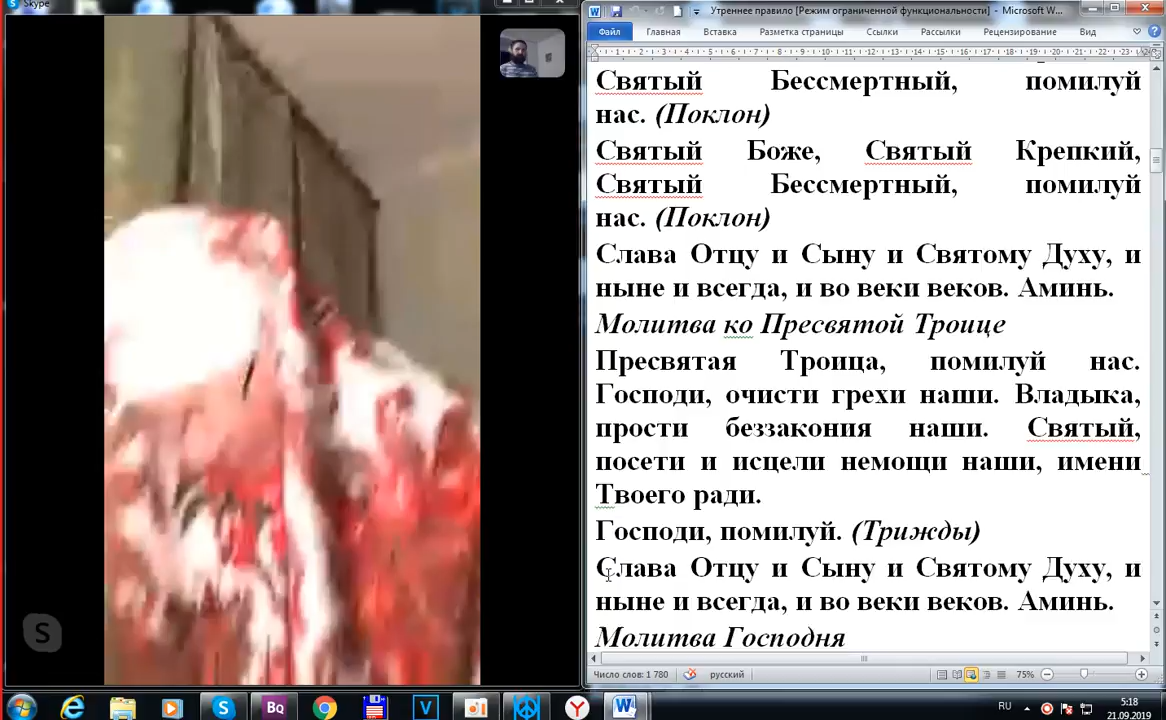 Skype
Утреннее правило [Режим ограниченной функциональности] - Microsoft W...
Файл Главная Вставка Разметка страницы Ссылки Рассылки Рецензирование Вид
Святый Бессмертный, помилуй
нас. (Поклон)
Святый Боже, Святый Крепкий,
Святый Бессмертный, помилуй
нас. (Поклон)
Слава Отцу и Сыну и Святому Духу, и
ныне и всегда, и во веки веков. Аминь.
Молитва ко Пресвятой Троице
Пресвятая Троица, помилуй нас.
Господи, очисти грехи наши. Владыка,
прости беззакония наши. Святый,
посети и исцели немощи наши, имени
Твоего ради.
Господи, помилуй. (Трижды)
Слава Отцу и Сыну и Святому Духу, и
ныне и всегда, и во веки веков. Аминь.
Молитва Господня
Число слов: 1 780 русский 75%
Bq V RU 5:18
21.09.2019